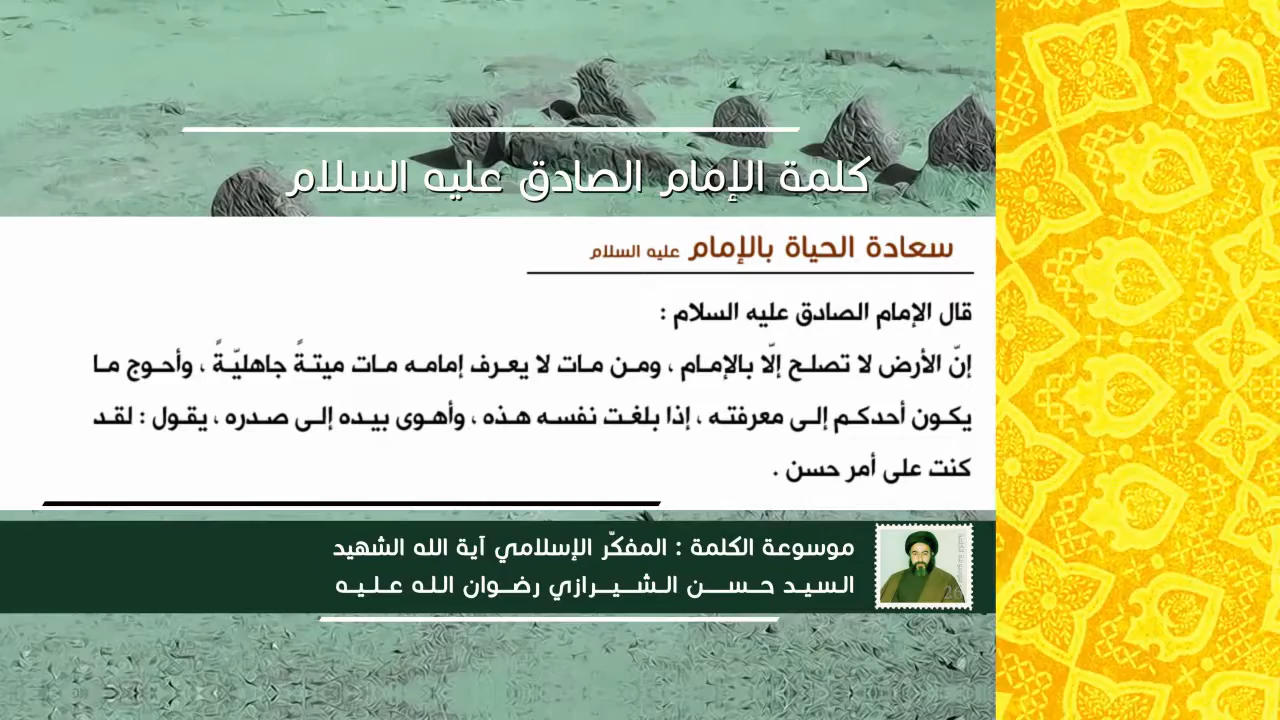 كلمة الإمام الصادق عليه السلام
سعادة الحياة بالإمام عليه السلام
قال الإمام الصادق عليه السلام :
إنّ الأرض لا تصلح إلّا بالإمام ، ومن مات لا يعرف إمامه مات ميتةً جاهليّةً ، وأحوج ما
يكون أحدكم إلى معرفته ، إذا بلغت نفسه هذه ، وأهوى بيده إلى صدره ، يقول : لقد
كنت على أمر حسن .
موسوعة الكلمة : المفكّر الإسلامي آية الله الشهيد
السيد حسن الشيرازي رضوان الله عليه